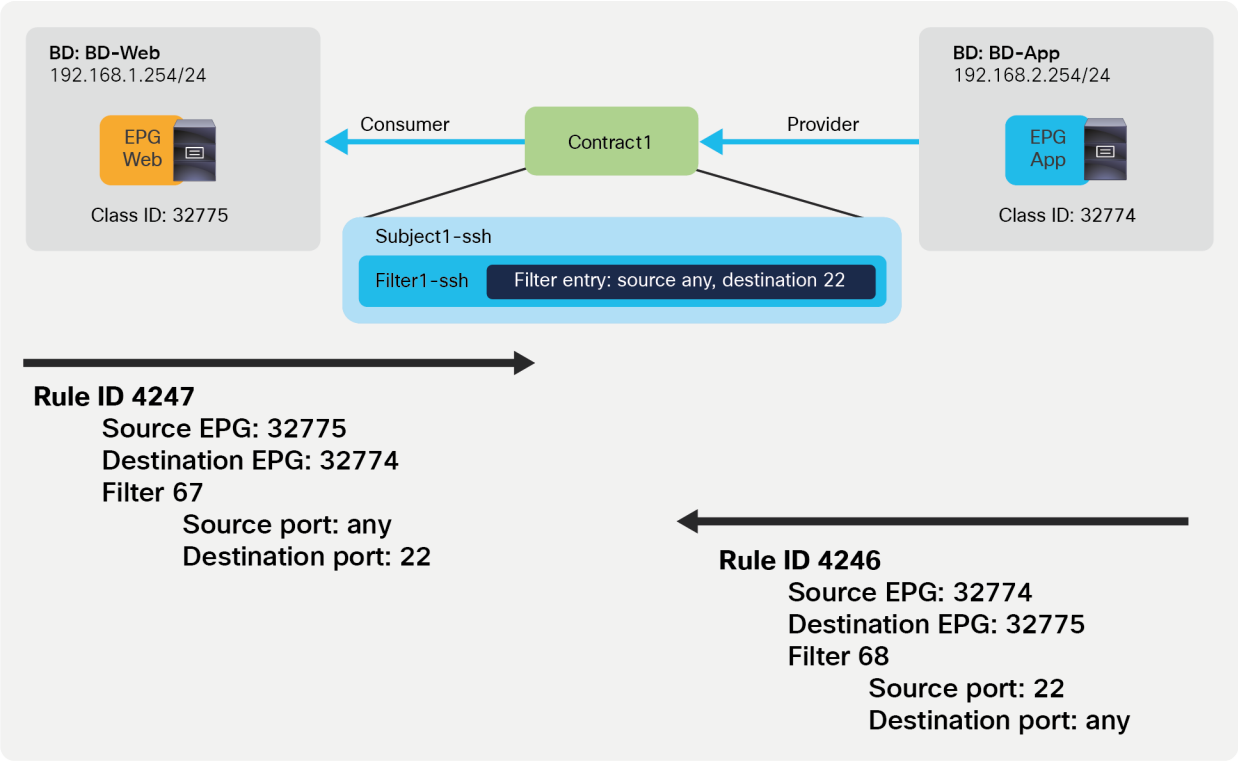 BD: BD-Web
192.168.1.254/24
EPG
Web
Class ID: 32775
Consumer
Contract1
Provider
BD: BD-App
192.168.2.254/24
EPG
App
Class ID: 32774
Subject1-ssh
Filter1-ssh
Filter entry: source any, destination 22
Rule ID 4247
Source EPG: 32775
Destination EPG: 32774
Filter 67
Source port: any
Destination port: 22
Rule ID 4246
Source EPG: 32774
Destination EPG: 32775
Filter 68
Source port: 22
Destination port: any